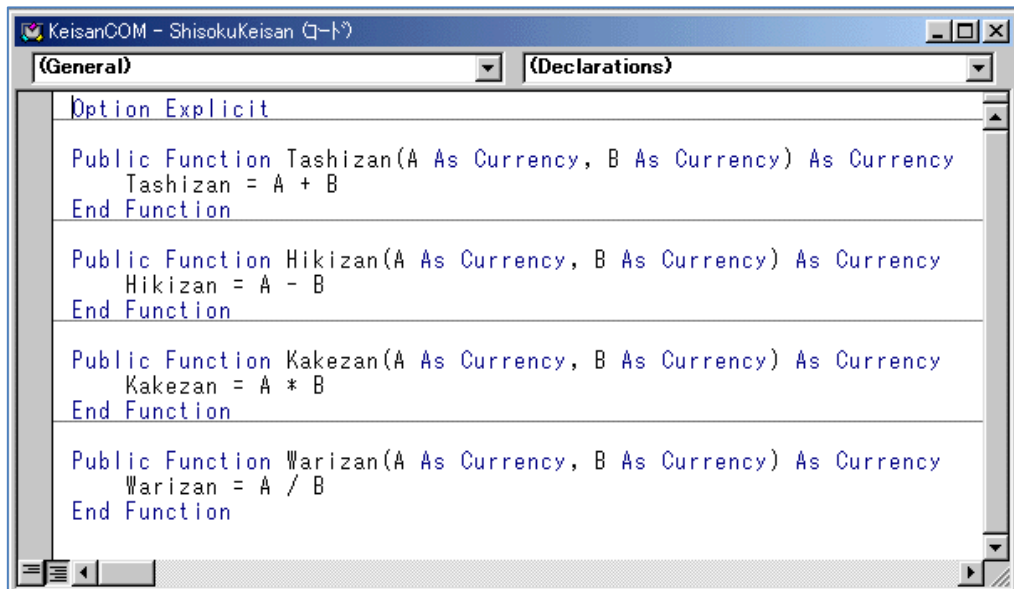 KeisanCOM - ShisokuKeisan (コード)
(General) (Declarations)
Option Explicit
Public Function Tashizan(A As Currency, B As Currency) As Currency
Tashizan = A + B
End Function
Public Function Hikizan(A As Currency, B As Currency) As Currency
Hikizan = A - B
End Function
Public Function Kakezan(A As Currency, B As Currency) As Currency
Kakezan = A * B
End Function
Public Function Warizan(A As Currency, B As Currency) As Currency
Warizan = A / B
End Function